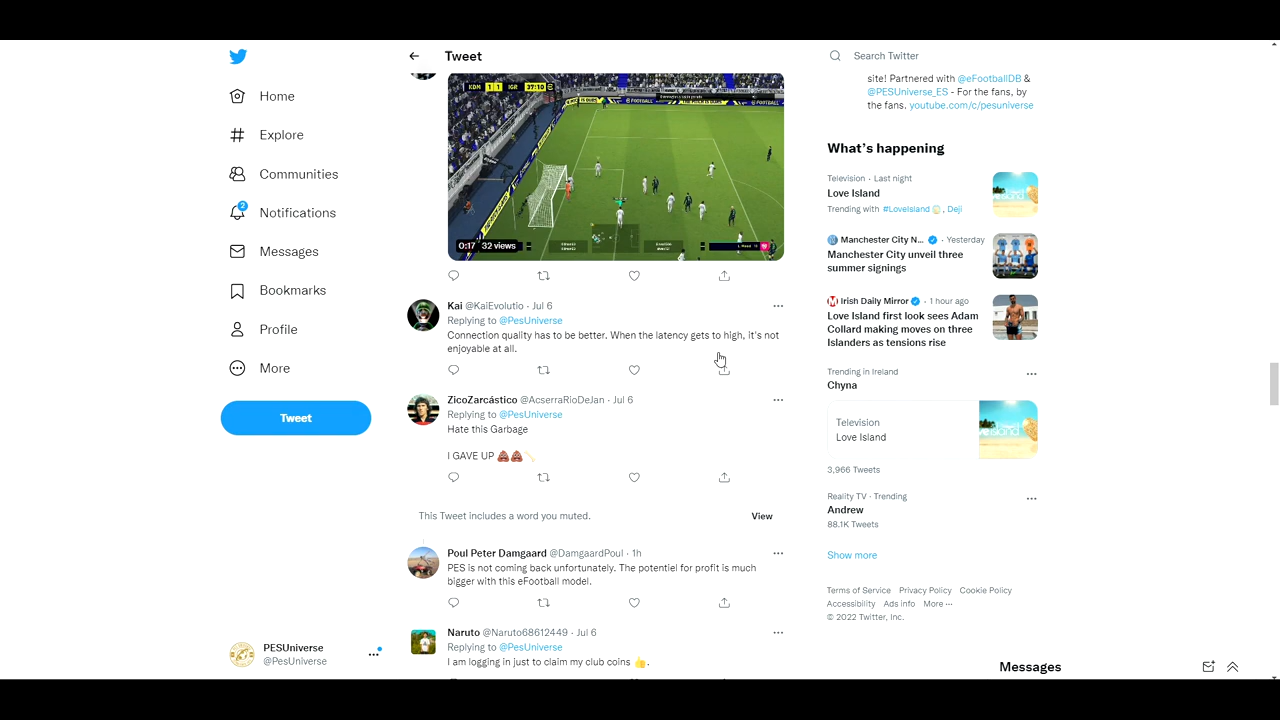 Home
Explore
Communities
2
Notifications
Messages
Bookmarks
Profile
More
Tweet
PESUniverse
@PesUniverse
Tweet
KDM 1 1 IGR 37:10
0:17 32 views
Kai @KaiEvolutio · Jul 6
Replying to @PesUniverse
Connection quality has to be better. When the latency gets to high, it's not
enjoyable at all.
ZicoZarcástico @AcserraRioDeJan · Jul 6
Replying to @PesUniverse
Hate this Garbage
I GAVE UP 💩💩🦴
This Tweet includes a word you muted.
View
Poul Peter Damgaard @DamgaardPoul · 1h
PES is not coming back unfortunately. The potentiel for profit is much
bigger with this eFootball model.
Naruto @Naruto68612449 · Jul 6
Replying to @PesUniverse
I am logging in just to claim my club coins 👍.
Search Twitter
site! Partnered with @eFootballDB &
@PESUniverse_ES - For the fans, by
the fans. youtube.com/c/pesuniverse
What's happening
Television · Last night
Love Island
Trending with #LoveIsland, Deji
Manchester City N... · Yesterday
Manchester City unveil three
summer signings
Irish Daily Mirror · 1 hour ago
Love Island first look sees Adam
Collard making moves on three
Islanders as tensions rise
Trending in Ireland
Chyna
Television
Love Island
3,966 Tweets
Reality TV · Trending
Andrew
88.1K Tweets
Show more
Terms of Service Privacy Policy Cookie Policy
Accessibility Ads info More ···
© 2022 Twitter, Inc.
Messages